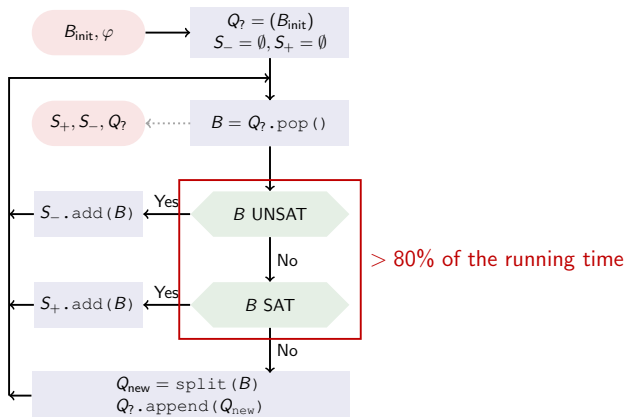 B_init, φ
Q_? = (B_init)
S_− = ∅, S_+ = ∅
S_+, S_−, Q_?
B = Q_?.pop()
S_−.add(B)
Yes
B UNSAT
No
> 80% of the running time
S_+.add(B)
Yes
B SAT
No
Q_new = split(B)
Q_?.append(Q_new)